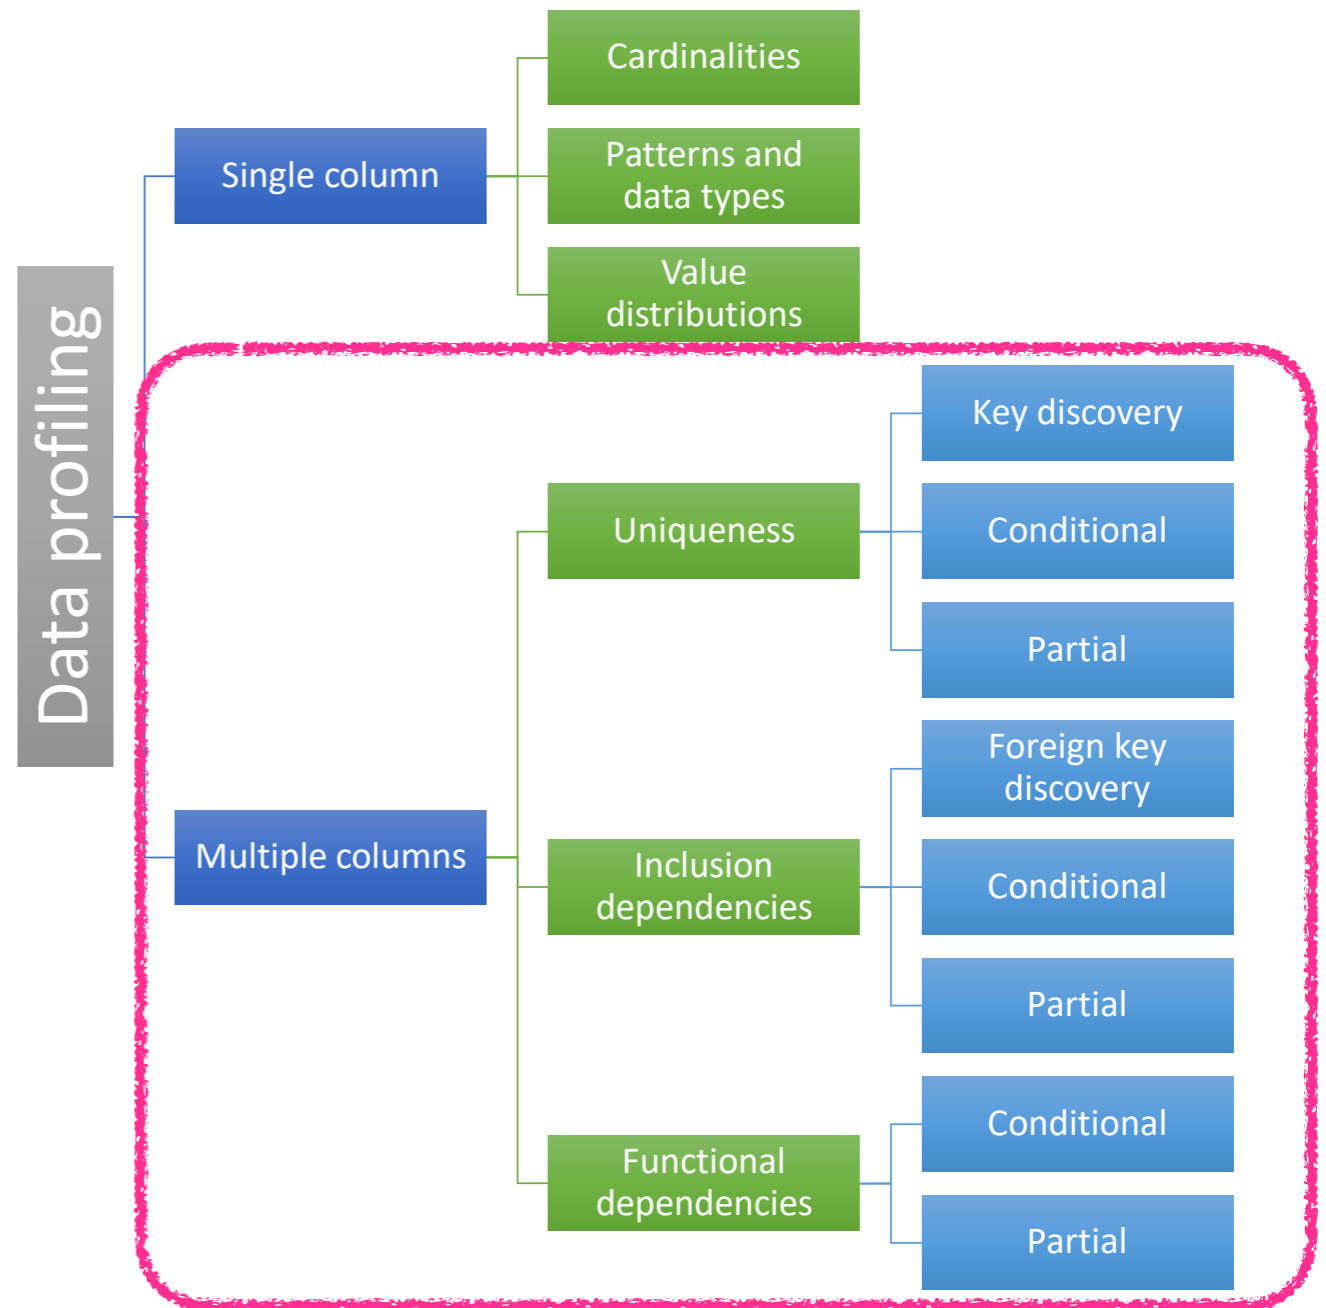 Data profiling
Single column
Cardinalities
Patterns and
data types
Value
distributions
Multiple columns
Uniqueness
Key discovery
Conditional
Partial
Inclusion
dependencies
Foreign key
discovery
Conditional
Partial
Functional
dependencies
Conditional
Partial